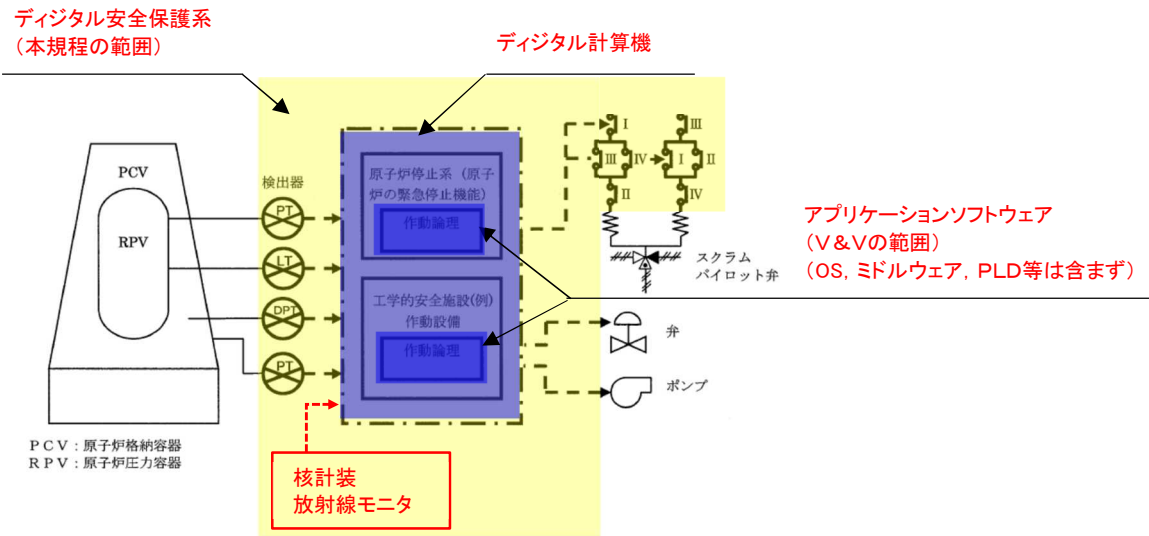 ディジタル安全保護系
（本規程の範囲）
ディジタル計算機
PCV
RPV
検出器
PT
LT
DPT
PT
原子炉停止系（原子
炉の緊急停止機能）
作動論理
工学的安全施設(例)
作動設備
作動論理
I
III
III
IV
I
II
II
IV
スクラム
パイロット弁
弁
ポンプ
アプリケーションソフトウェア
（V＆Vの範囲）
（OS，ミドルウェア，PLD等は含まず）
核計装
放射線モニタ
ＰＣＶ：原子炉格納容器
ＲＰＶ：原子炉圧力容器